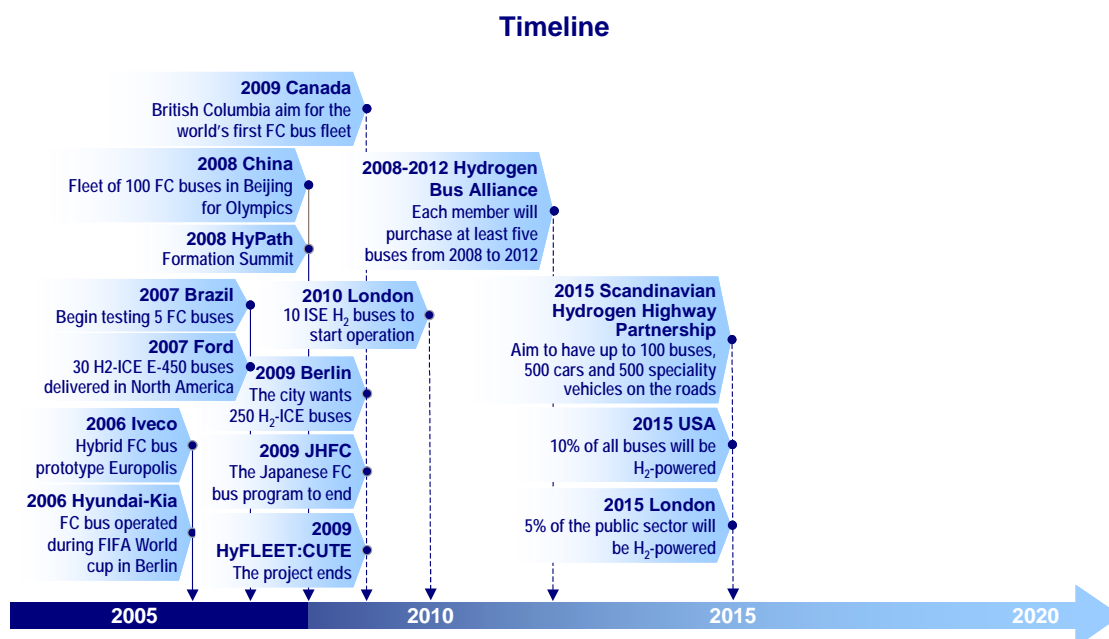 Timeline
2009 Canada
British Columbia aim for the
world's first FC bus fleet
2008 China
Fleet of 100 FC buses in Beijing
for Olympics
2008 HyPath
Formation Summit
2008-2012 Hydrogen
Bus Alliance
Each member will
purchase at least five
buses from 2008 to 2012
2007 Brazil
Begin testing 5 FC buses
2007 Ford
30 H2-ICE E-450 buses
delivered in North America
2010 London
10 ISE H₂ buses to
start operation
2009 Berlin
The city wants
250 H₂-ICE buses
2015 Scandinavian
Hydrogen Highway
Partnership
Aim to have up to 100 buses,
500 cars and 500 speciality
vehicles on the roads
2006 Iveco
Hybrid FC bus
prototype Europolis
2009 JHFC
The Japanese FC
bus program to end
2015 USA
10% of all buses will be
H₂-powered
2006 Hyundai-Kia
FC bus operated
during FIFA World
cup in Berlin
2009
HyFLEET:CUTE
The project ends
2015 London
5% of the public sector will
be H₂-powered
2005
2010
2015
2020